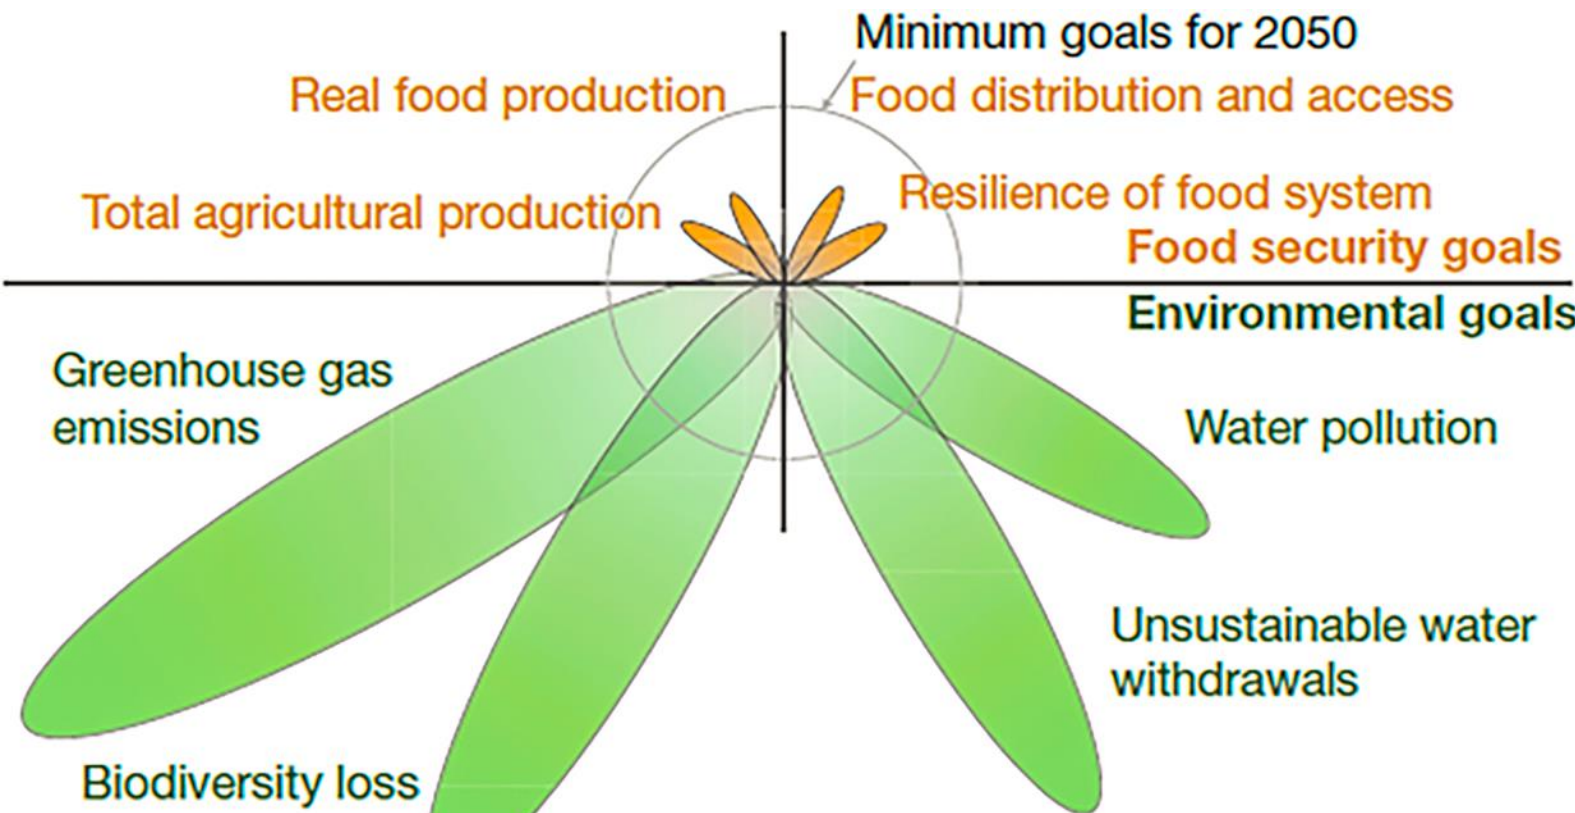 Minimum goals for 2050
Real food production
Food distribution and access
Total agricultural production
Resilience of food system
Food security goals
Environmental goals
Greenhouse gas
emissions
Water pollution
Unsustainable water
withdrawals
Biodiversity loss